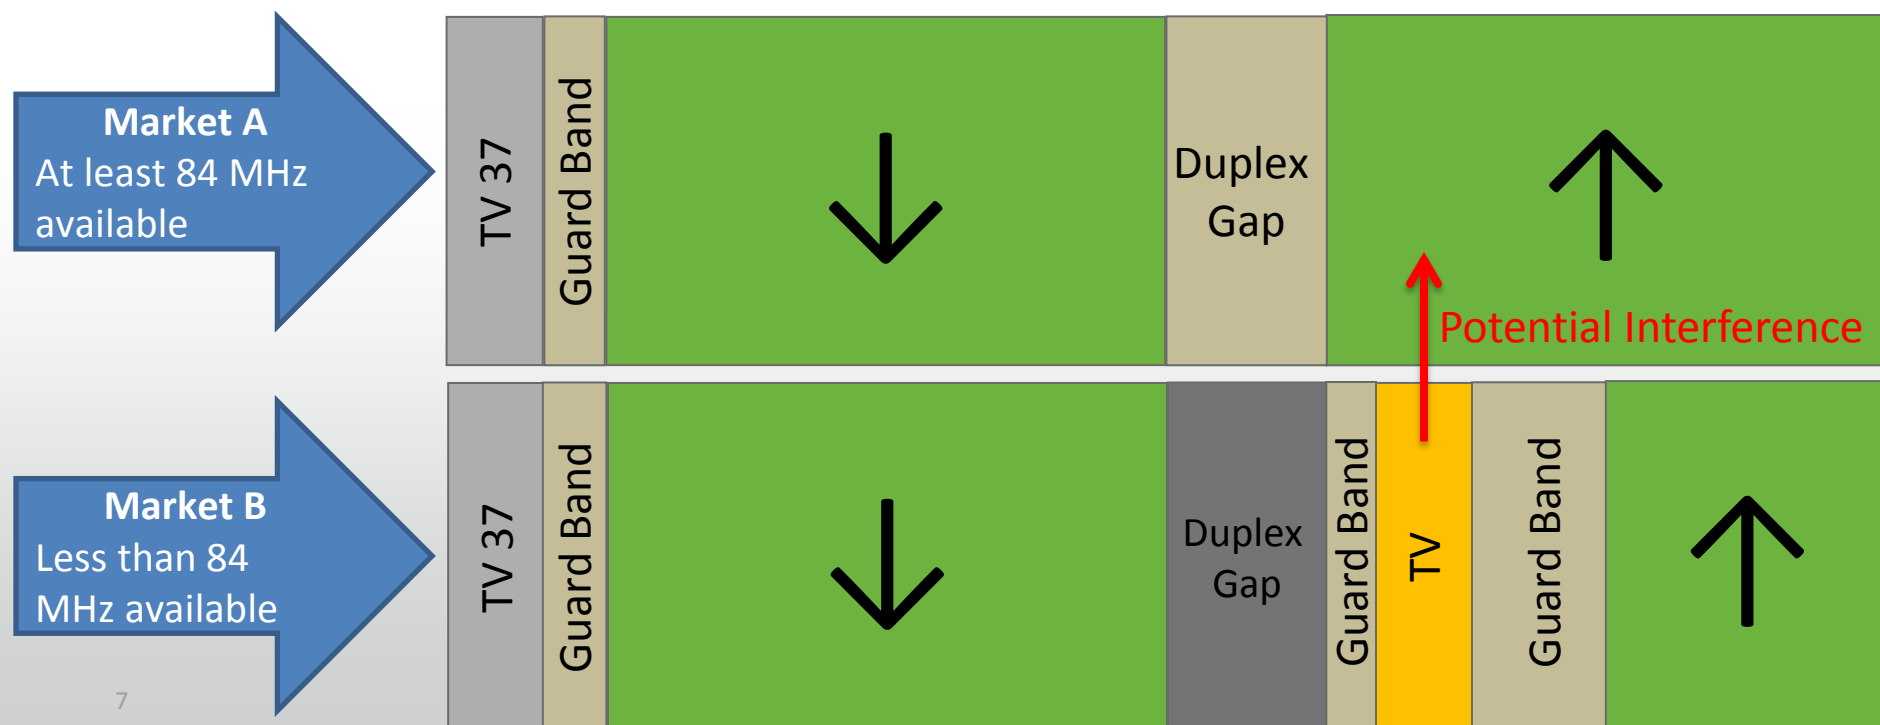 Market A
At least 84 MHz
available
TV 37
Guard Band
Duplex
Gap
Potential Interference
Market B
Less than 84
MHz available
TV 37
Guard Band
Duplex
Gap
Guard Band
TV
Guard Band
7